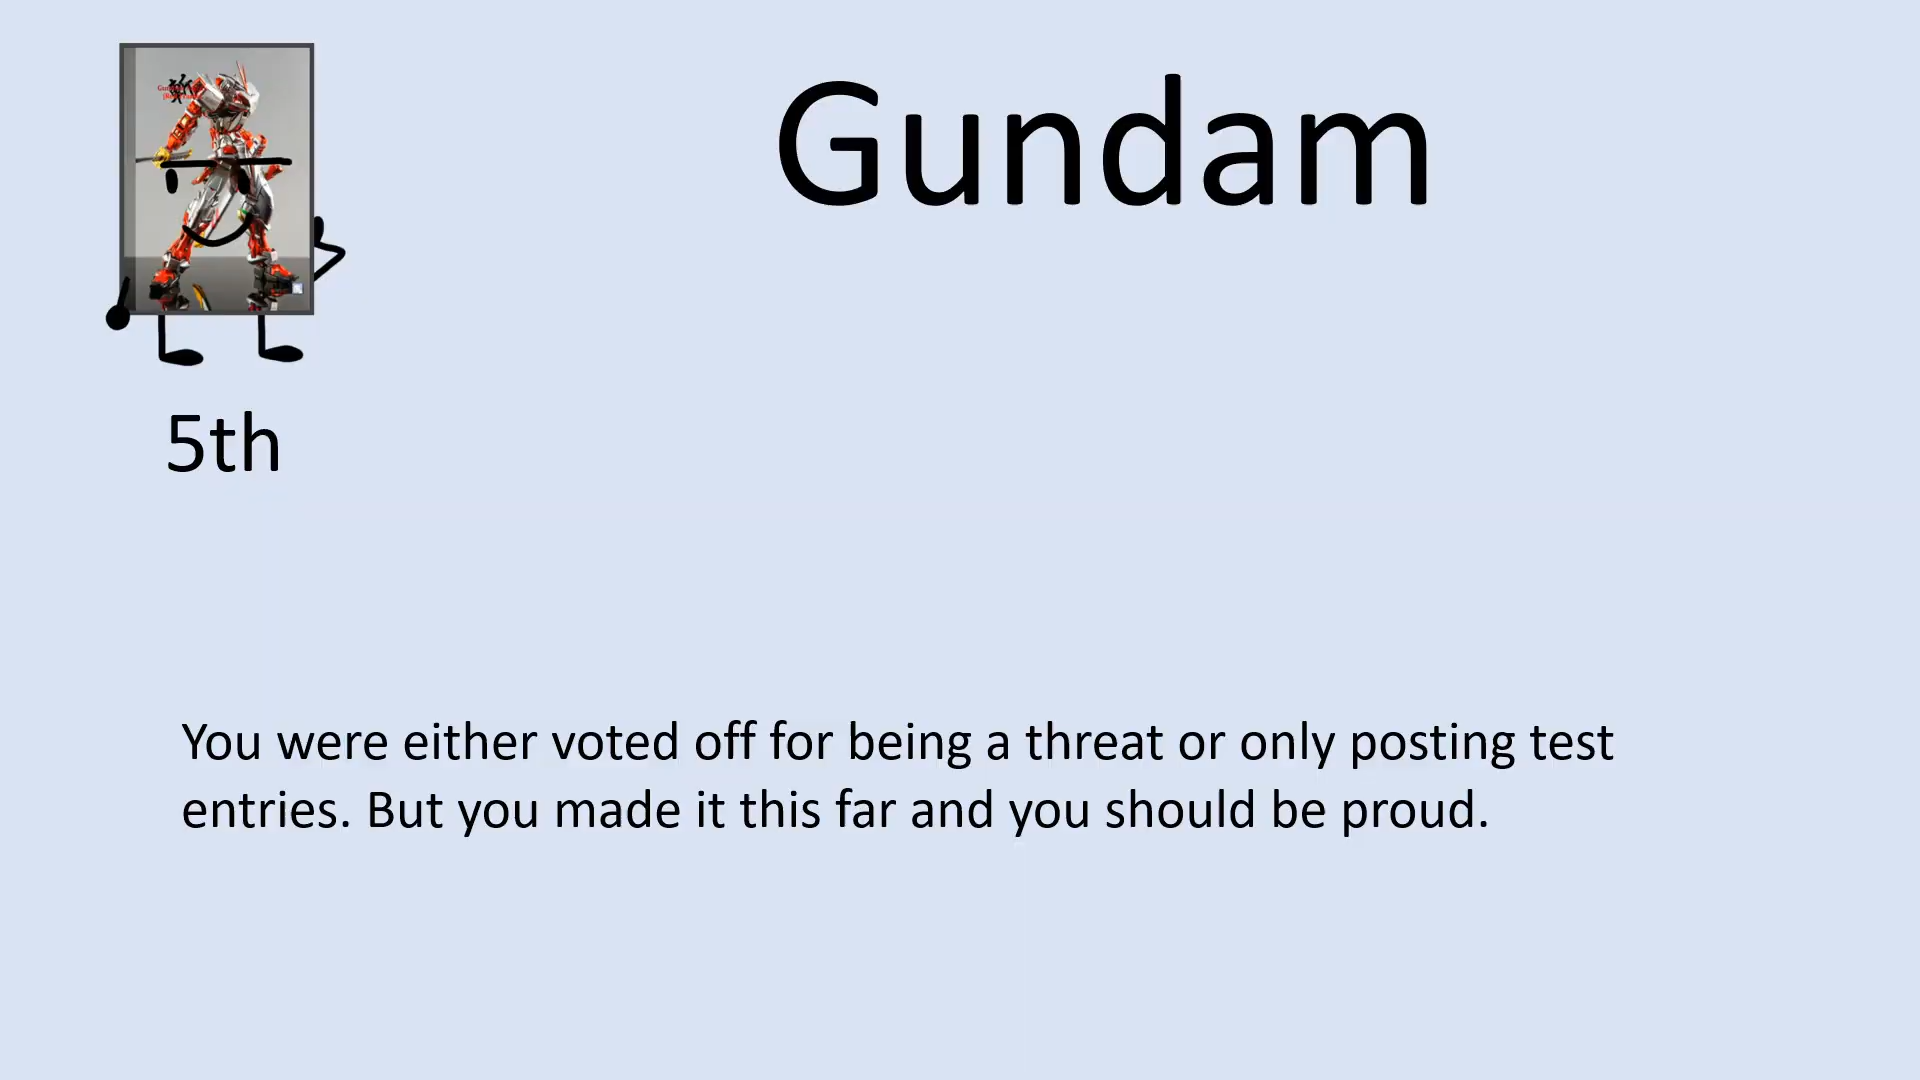 Gundam
5th
You were either voted off for being a threat or only posting test
entries. But you made it this far and you should be proud.